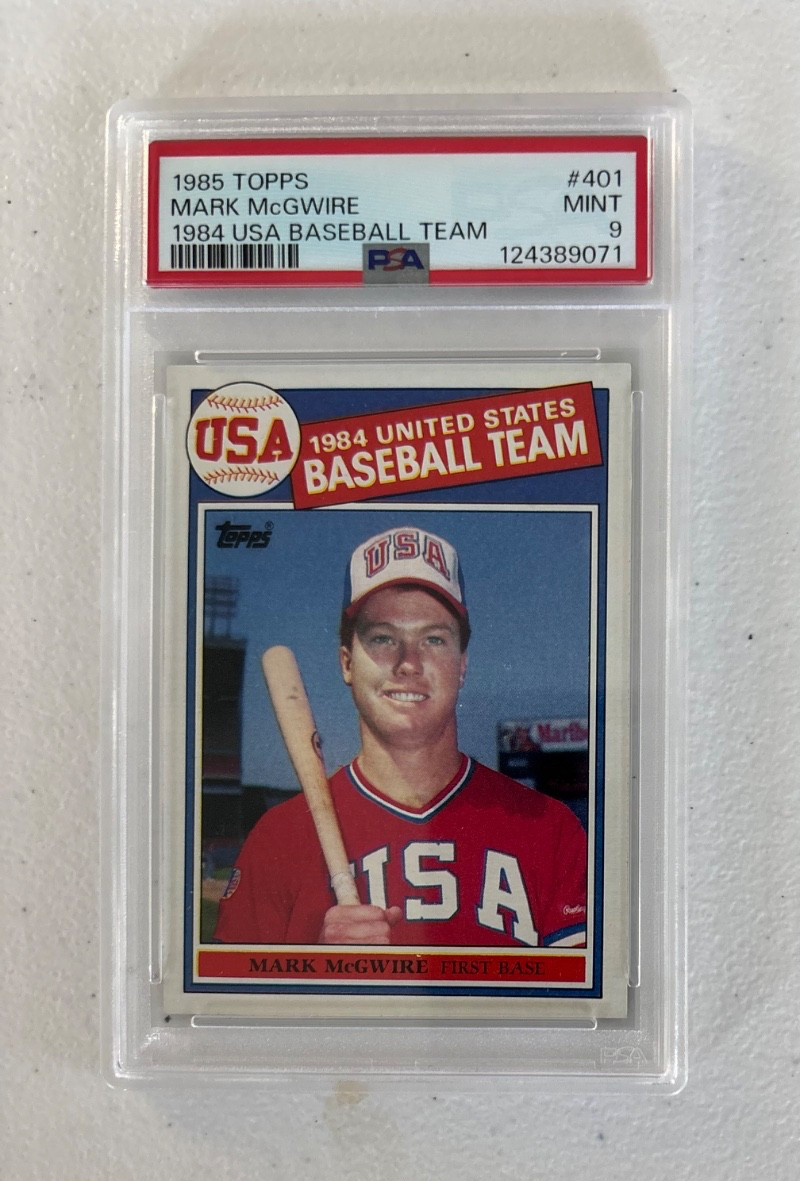 1985 TOPPS #401
MARK McGWIRE MINT
1984 USA BASEBALL TEAM 9
PSA 124389071
USA
1984 UNITED STATES
BASEBALL TEAM
Topps®
USA
USA
MARK McGWIRE FIRST BASE
PSA